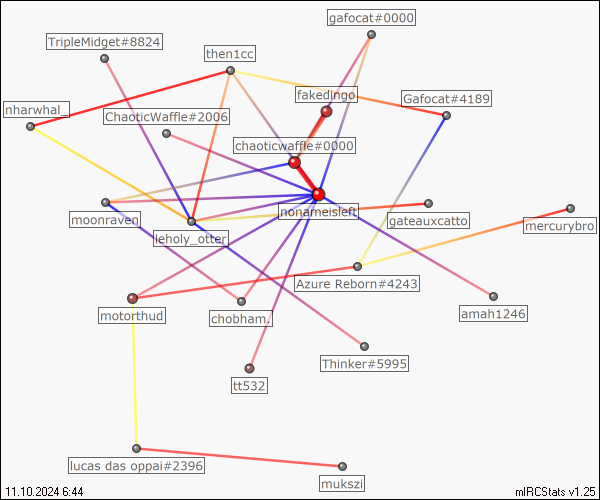 gafocat#0000
TripleMidget#8824
then1cc
fakedingo
Gafocat#4189
nharwhal_
ChaoticWaffle#2006
chaoticwaffle#0000
moonraven
nonameisleft
gateauxcatto
mercurybro
leholy_otter
Azure Reborn#4243
motorthud
chobham.
amah1246
Thinker#5995
tt532
lucas das oppai#2396
mukszi
11.10.2024 6:44
mIRCStats v1.25